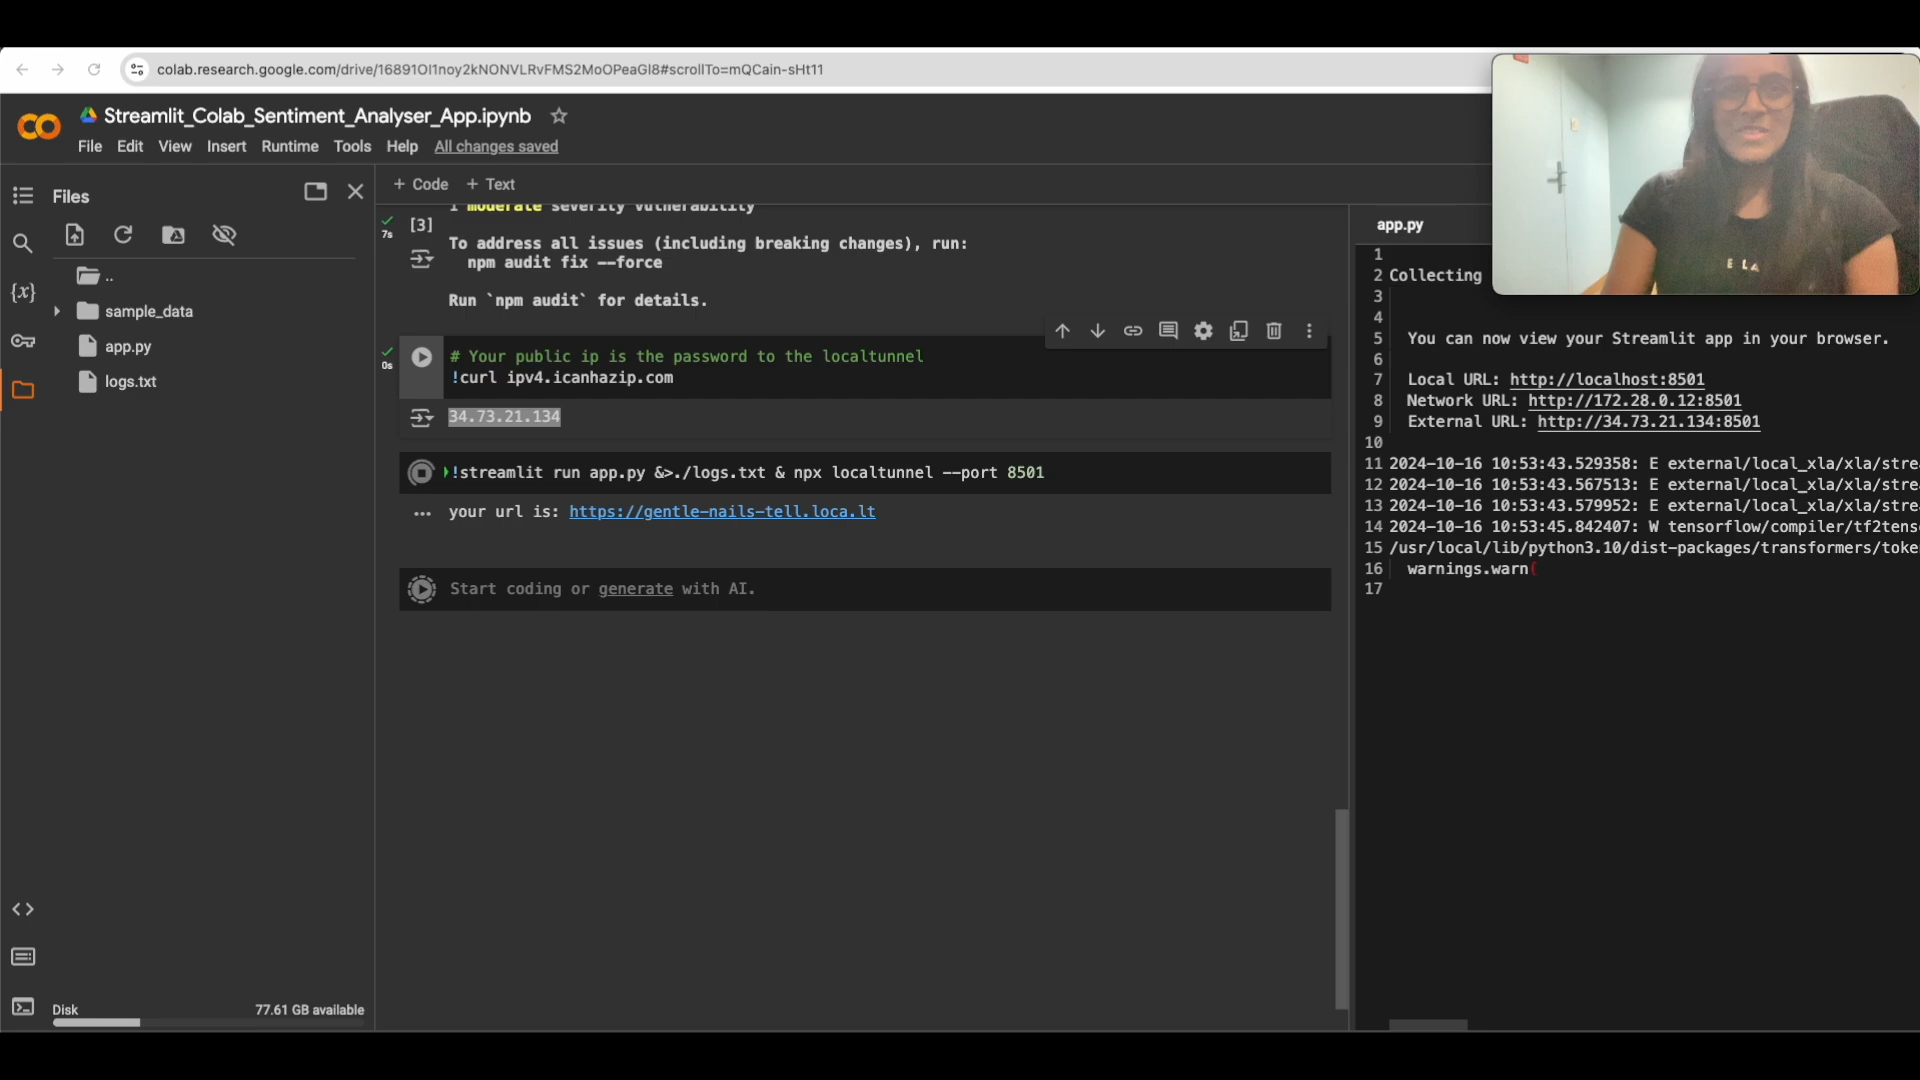 colab.research.google.com/drive/16891OI1noy2kNONVLRvFMS2MoOPeaGl8#scrollTo=mQCain-sHt11
Streamlit_Colab_Sentiment_Analyser_App.ipynb
File Edit View Insert Runtime Tools Help All changes saved
Files
+ Code + Text
..
sample_data
app.py
logs.txt
Disk 77.61 GB available
7s
[3]
1 moderate severity vulnerability
To address all issues (including breaking changes), run:
npm audit fix --force
Run `npm audit` for details.
0s
# Your public ip is the password to the localtunnel
!curl ipv4.icanhazip.com
34.73.21.134
!streamlit run app.py &>./logs.txt & npx localtunnel --port 8501
your url is: https://gentle-nails-tell.loca.lt
Start coding or generate with AI.
app.py
1
2 Collecting
3
4
5 You can now view your Streamlit app in your browser.
6
7 Local URL: http://localhost:8501
8 Network URL: http://172.28.0.12:8501
9 External URL: http://34.73.21.134:8501
10
11 2024-10-16 10:53:43.529358: E external/local_xla/xla/stre
12 2024-10-16 10:53:43.567513: E external/local_xla/xla/stre
13 2024-10-16 10:53:43.579952: E external/local_xla/xla/stre
14 2024-10-16 10:53:45.842407: W tensorflow/compiler/tf2tens
15 /usr/local/lib/python3.10/dist-packages/transformers/toke
16 warnings.warn(
17